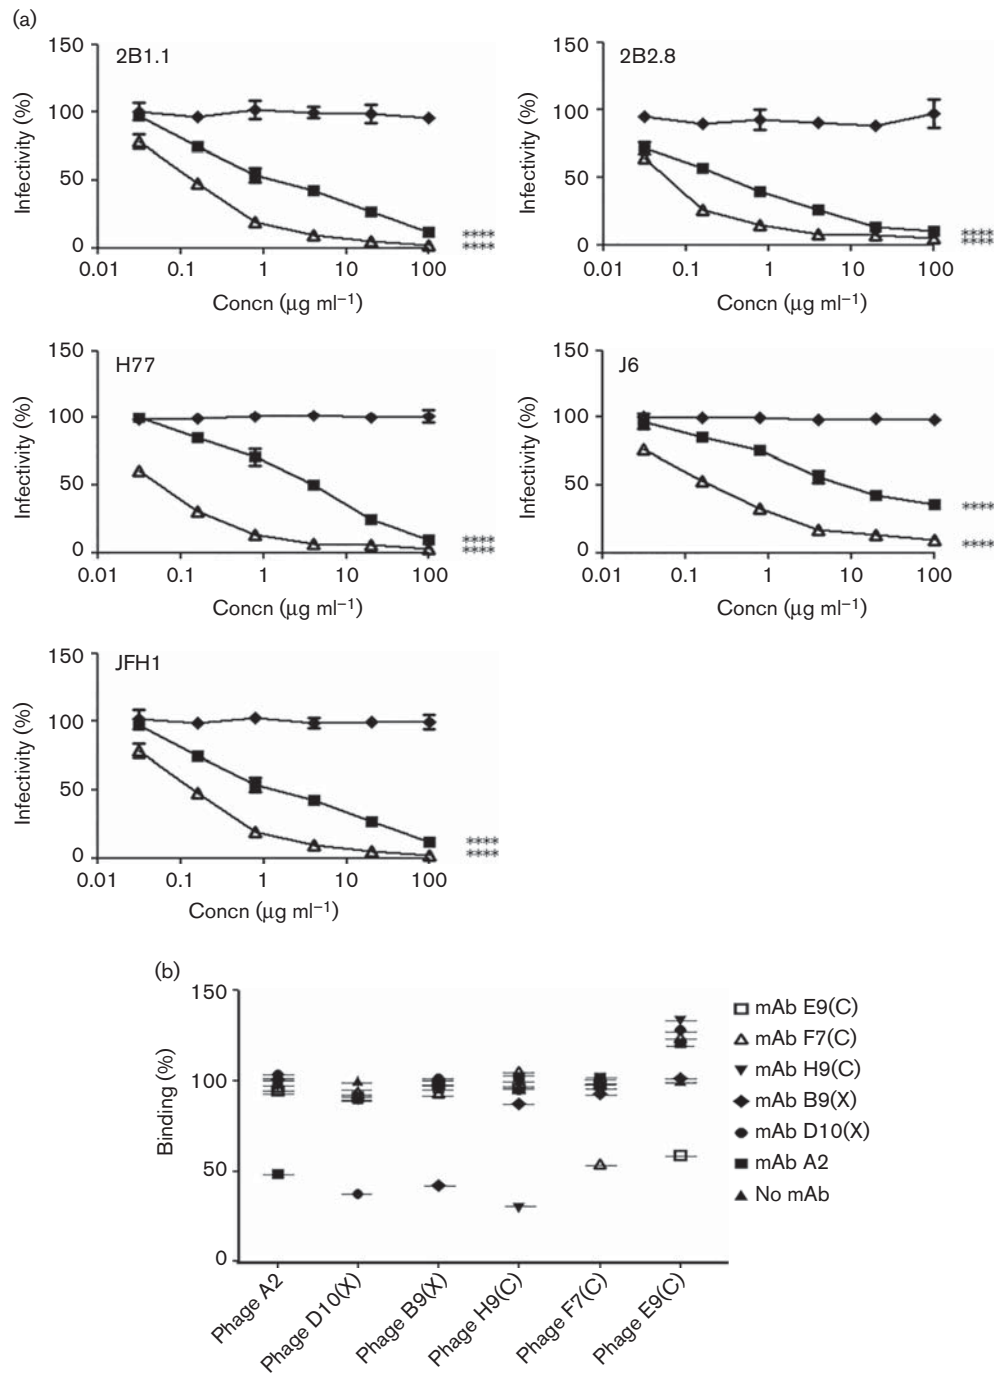 (a)
2B1.1
150
100
50
0
Infectivity (%)
0.01 0.1 1 10 100
Concn (µg ml⁻¹)
****
****
2B2.8
150
100
50
0
Infectivity (%)
0.01 0.1 1 10 100
Concn (µg ml⁻¹)
****
****
H77
150
100
50
0
Infectivity (%)
0.01 0.1 1 10 100
Concn (µg ml⁻¹)
****
****
J6
150
100
50
0
Infectivity (%)
0.01 0.1 1 10 100
Concn (µg ml⁻¹)
****
****
JFH1
150
100
50
0
Infectivity (%)
0.01 0.1 1 10 100
Concn (µg ml⁻¹)
****
****
(b)
150
100
50
0
Binding (%)
Phage A2
Phage D10(X)
Phage B9(X)
Phage H9(C)
Phage F7(C)
Phage E9(C)
mAb E9(C)
mAb F7(C)
mAb H9(C)
mAb B9(X)
mAb D10(X)
mAb A2
No mAb